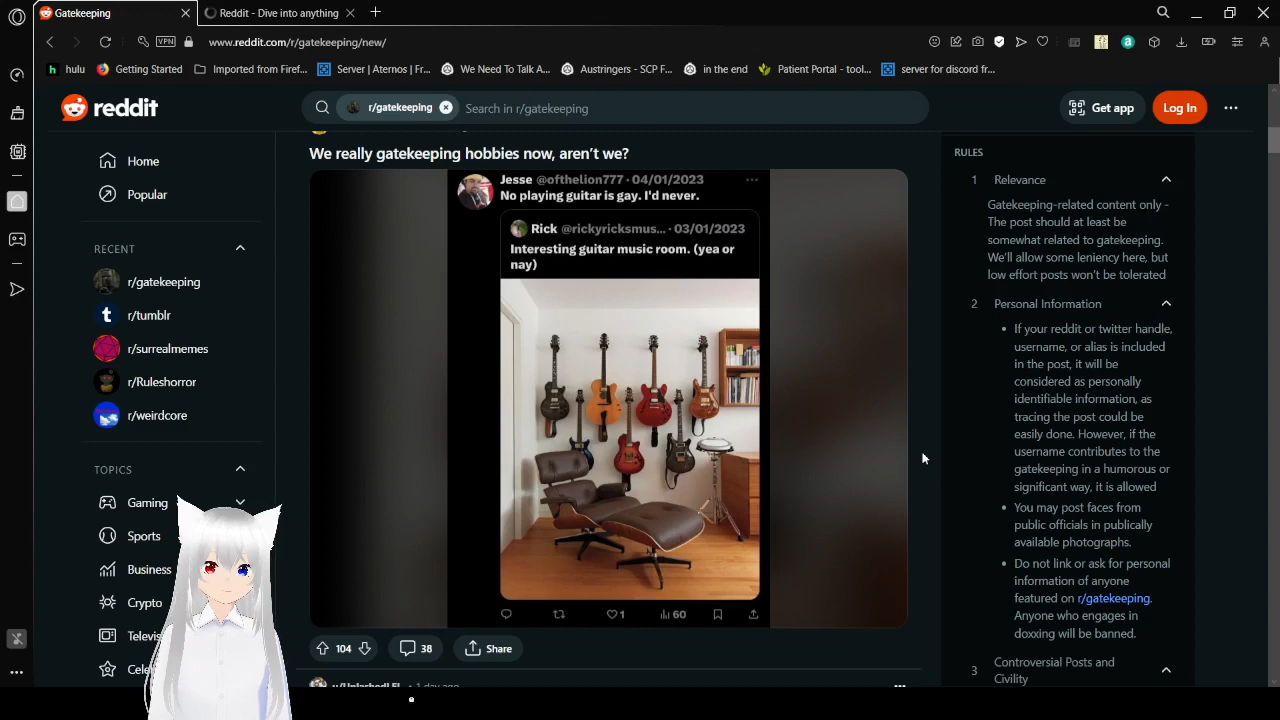 Gatekeeping
Reddit - Dive into anything
VPN
www.reddit.com/r/gatekeeping/new/
h hulu
Getting Started
Imported from Firef...
Server | Aternos | Fr...
We Need To Talk A...
Austringers - SCP F...
in the end
Patient Portal - tool...
server for discord fr...
reddit
r/gatekeeping
Search in r/gatekeeping
Get app
Log In
Home
Popular
RECENT
r/gatekeeping
r/tumblr
r/surrealmemes
r/Ruleshorror
r/weirdcore
TOPICS
Gaming
Sports
Business
Crypto
Televis
Cele
We really gatekeeping hobbies now, aren't we?
Jesse @ofthelion777 · 04/01/2023
No playing guitar is gay. I'd never.
Rick @rickyricksmus... · 03/01/2023
Interesting guitar music room. (yea or
nay)
1
60
104
38
Share
1 day ago
RULES
1 Relevance
Gatekeeping-related content only -
The post should at least be
somewhat related to gatekeeping.
We'll allow some leniency here, but
low effort posts won't be tolerated
2 Personal Information
If your reddit or twitter handle,
username, or alias is included
in the post, it will be
considered as personally
identifiable information, as
tracing the post could be
easily done. However, if the
username contributes to the
gatekeeping in a humorous or
significant way, it is allowed
You may post faces from
public officials in publically
available photographs.
Do not link or ask for personal
information of anyone
featured on r/gatekeeping.
Anyone who engages in
doxxing will be banned.
3 Controversial Posts and
Civility